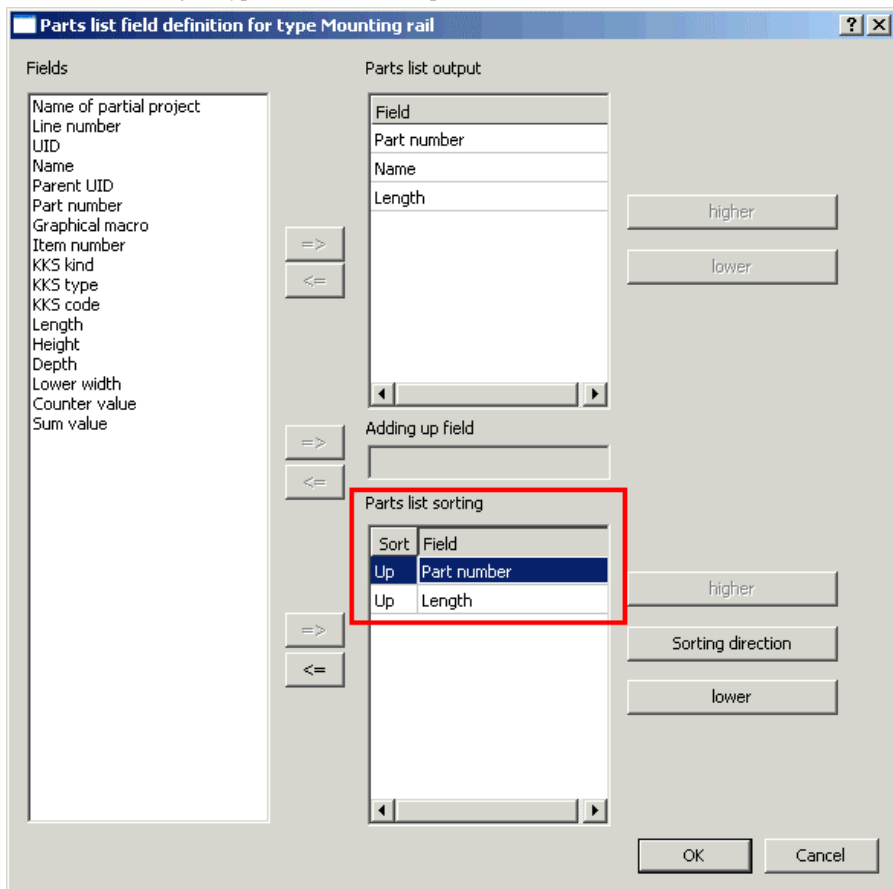 Parts list field definition for type Mounting rail
Fields
Name of partial project
Line number
UID
Name
Parent UID
Part number
Graphical macro
Item number
KKS kind
KKS type
KKS code
Length
Height
Depth
Lower width
Counter value
Sum value
=>
<=
=>
<=
=>
<=
Parts list output
Field
Part number
Name
Length
higher
lower
Adding up field
Parts list sorting
Sort Field
Up Part number
Up Length
higher
Sorting direction
lower
OK Cancel